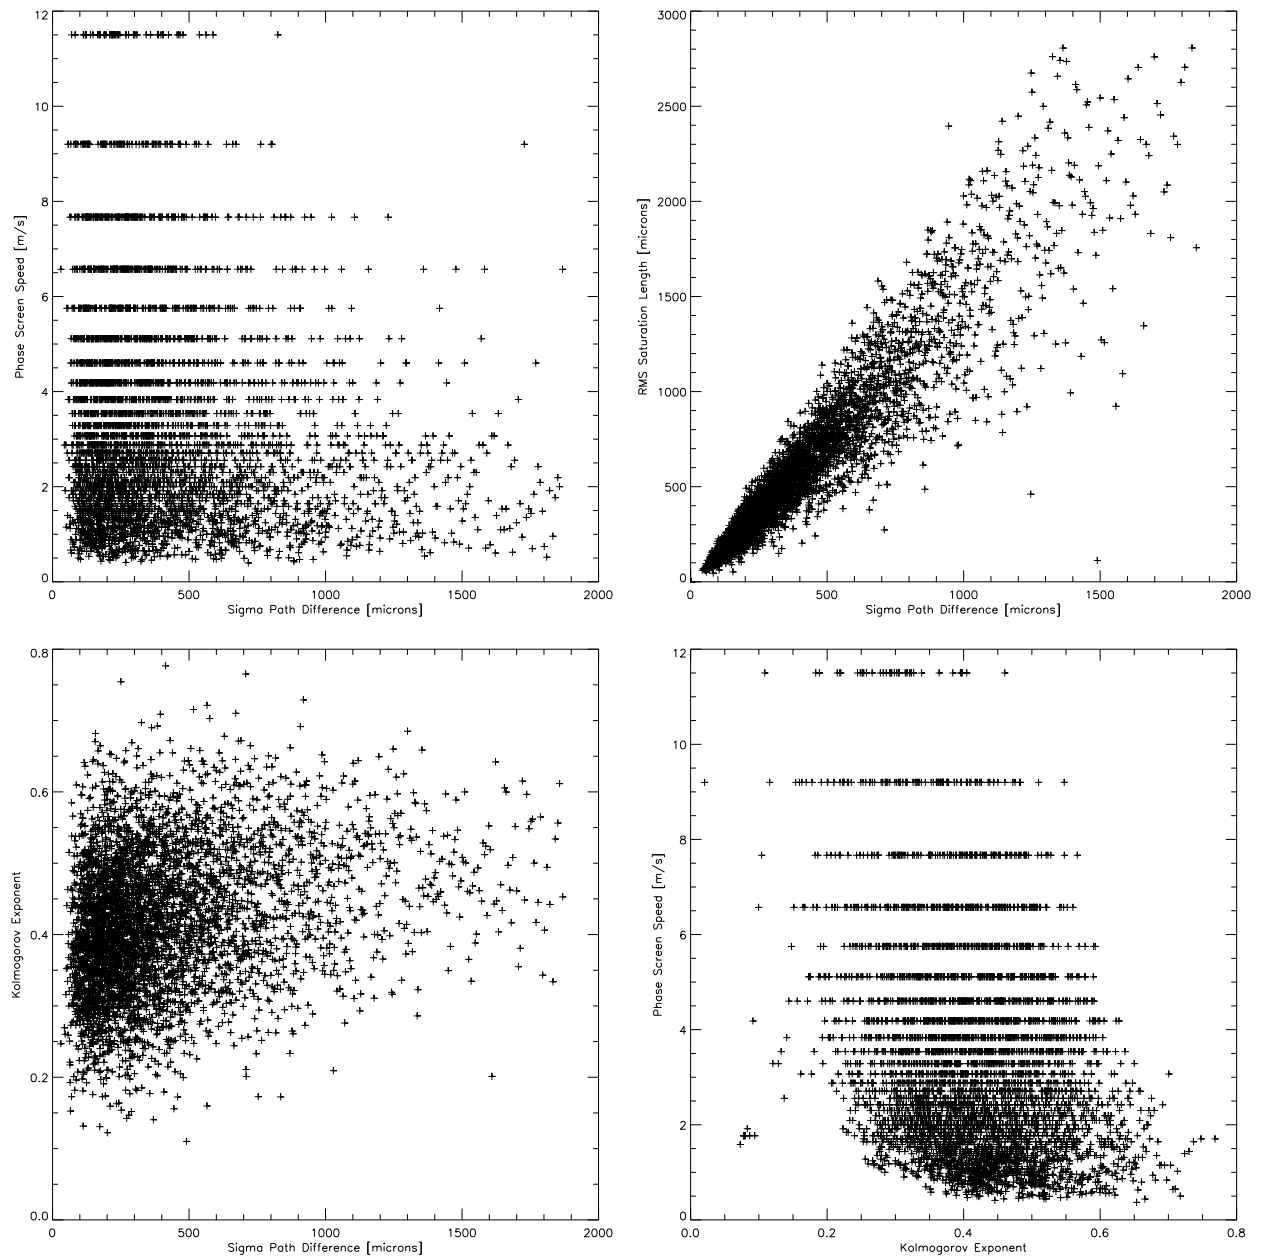 12
10
8
6
4
2
0
Phase Screen Speed [m/s]
0 500 1000 1500 2000
Sigma Path Difference [microns]
3000
2500
2000
1500
1000
500
0
RMS Saturation Length [microns]
0 500 1000 1500 2000
Sigma Path Difference [microns]
0.8
0.6
0.4
0.2
0.0
Kolmogorov Exponent
0 500 1000 1500 2000
Sigma Path Difference [microns]
12
10
8
6
4
2
0
Phase Screen Speed [m/s]
0.0 0.2 0.4 0.6 0.8
Kolmogorov Exponent